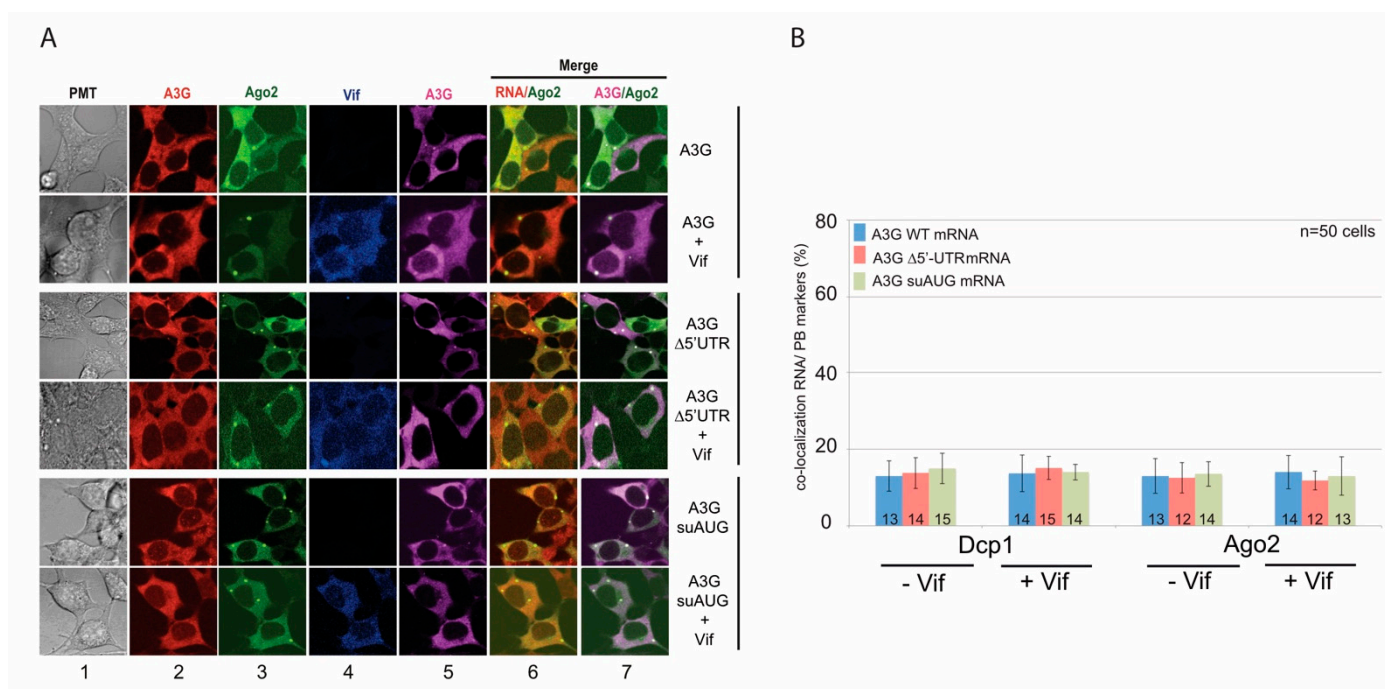 A
B
Merge
PMT
A3G
Ago2
Vif
A3G
RNA/Ago2
A3G/Ago2
A3G
A3G
+
Vif
A3G
Δ5'UTR
A3G
Δ5'UTR
+
Vif
A3G
suAUG
A3G
suAUG
+
Vif
1
2
3
4
5
6
7
co-localization RNA/ PB markers (%)
80
60
40
20
0
A3G WT mRNA
A3G Δ5'-UTRmRNA
A3G suAUG mRNA
n=50 cells
13 14 15
14 15 14
13 12 14
14 12 13
Dcp1
Ago2
- Vif
+ Vif
- Vif
+ Vif